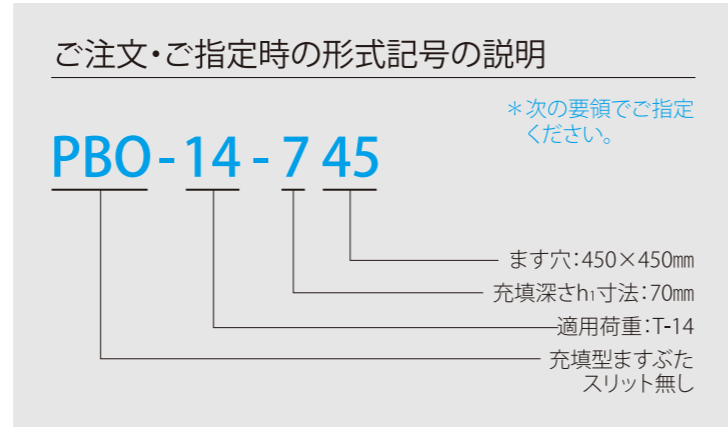 ご注文・ご指定時の形式記号の説明
＊次の要領でご指定
ください。
PBO-14-7 45
ます穴：450×450㎜
充填深さh₁寸法：70㎜
適用荷重：T-14
充填型ますぶた
スリット無し